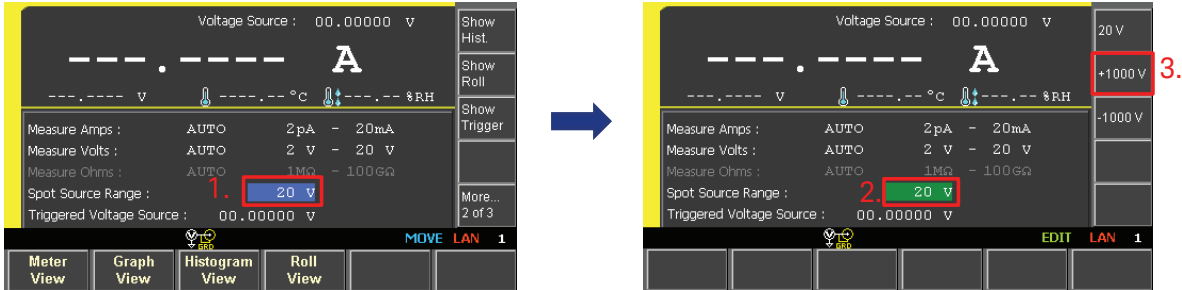 Voltage Source : 00.00000 V
Show Hist.
---.---- A
Show Roll
---.---- V ----.--°C ---.-- %RH
Show Trigger
Measure Amps : AUTO 2pA - 20mA
Measure Volts : AUTO 2 V - 20 V
Measure Ohms : AUTO 1MΩ - 100GΩ
Spot Source Range : 1. 20 V
More... 2 of 3
Triggered Voltage Source : 00.00000 V
GRD MOVE LAN 1
Meter View
Graph View
Histogram View
Roll View
Voltage Source : 00.00000 V
20 V
---.---- A
+1000 V 3.
---.---- V ----.--°C ---.-- %RH
-1000 V
Measure Amps : AUTO 2pA - 20mA
Measure Volts : AUTO 2 V - 20 V
Measure Ohms : AUTO 1MΩ - 100GΩ
Spot Source Range : 2. 20 V
Triggered Voltage Source : 00.00000 V
GRD EDIT LAN 1